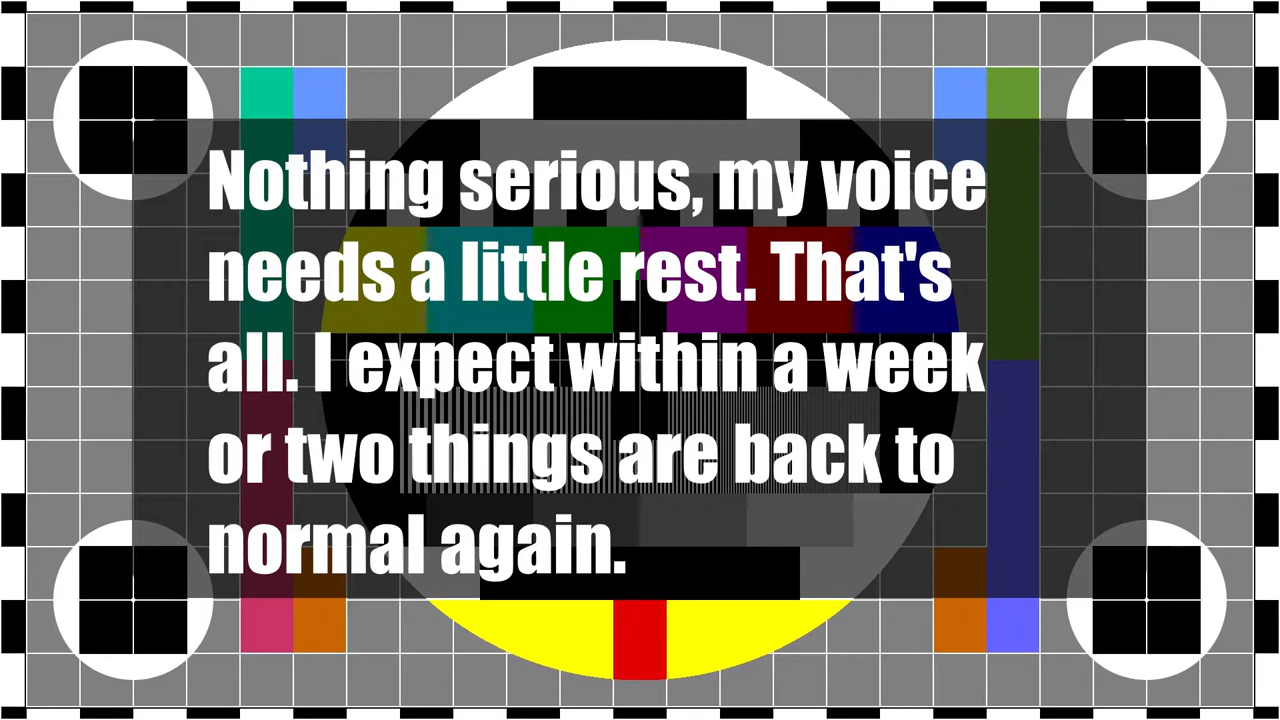 Nothing serious, my voice
needs a little rest. That's
all. I expect within a week
or two things are back to
normal again.